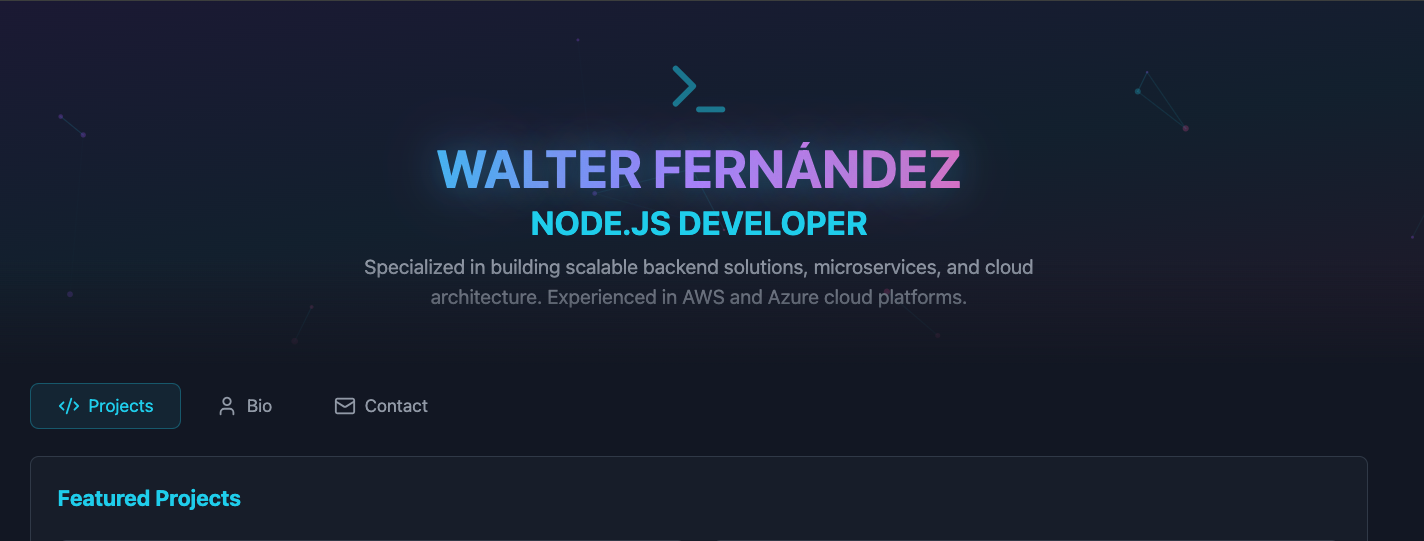 WALTER FERNÁNDEZ
NODE.JS DEVELOPER
Specialized in building scalable backend solutions, microservices, and cloud
architecture. Experienced in AWS and Azure cloud platforms.
Projects
Bio
Contact
Featured Projects